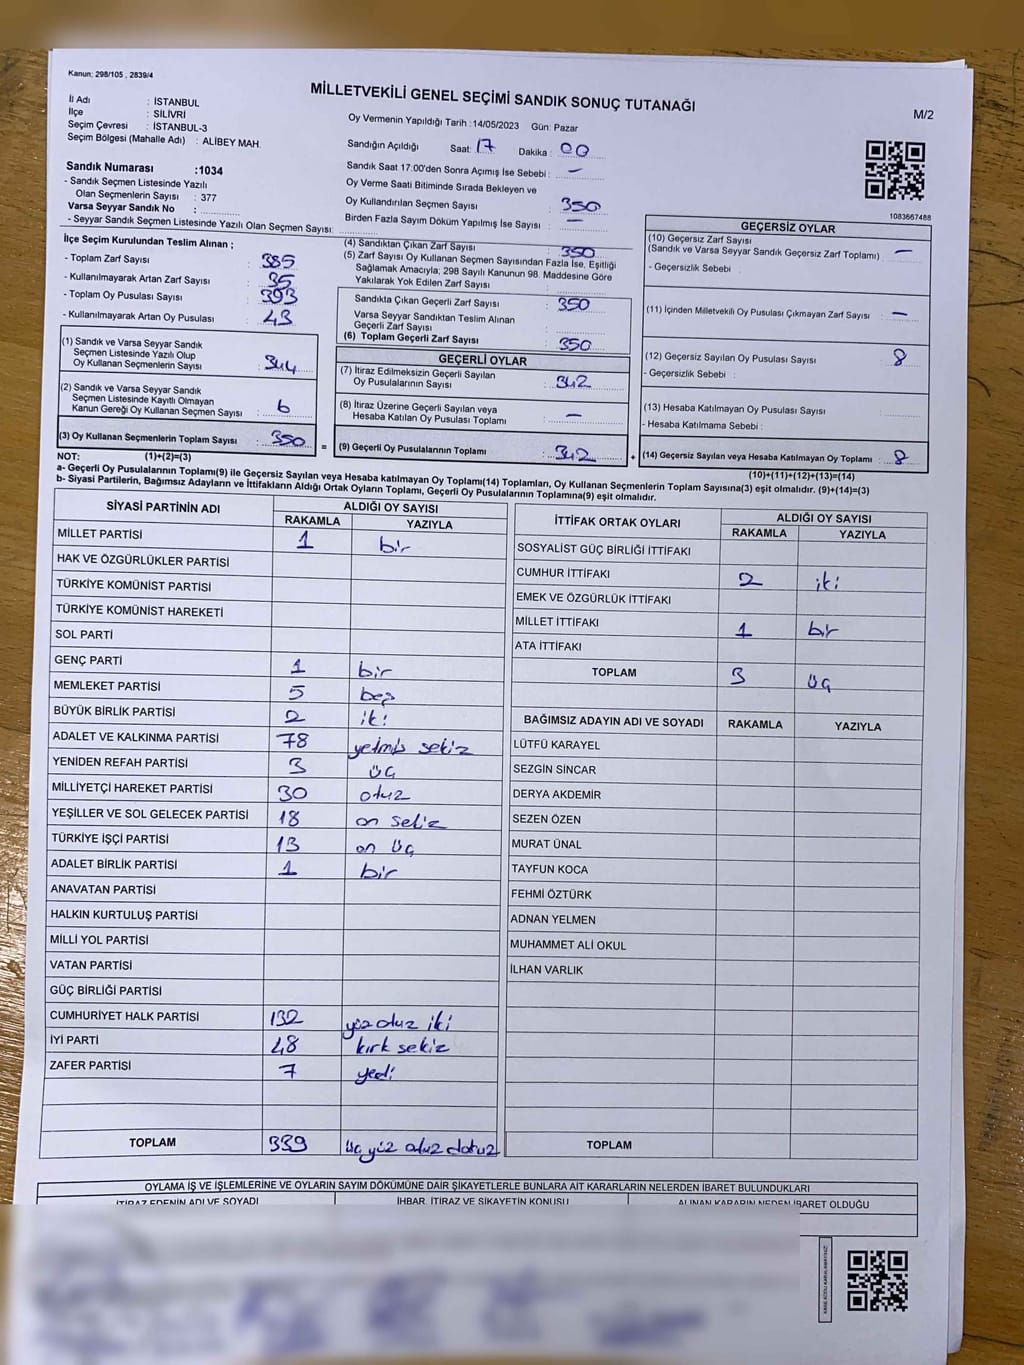 Kanun: 298/105 , 2839/4
MİLLETVEKİLİ GENEL SEÇİMİ SANDIK SONUÇ TUTANAĞI
M/2
İl Adı : İSTANBUL
İlçe : SİLİVRİ
Seçim Çevresi : İSTANBUL-3
Seçim Bölgesi (Mahalle Adı) : ALİBEY MAH.
Sandık Numarası :1034
- Sandık Seçmen Listesinde Yazılı
Olan Seçmenlerin Sayısı : 377
Varsa Seyyar Sandık No :
- Seyyar Sandık Seçmen Listesinde Yazılı Olan Seçmen Sayısı:
Oy Vermenin Yapıldığı Tarih :14/05/2023 Gün: Pazar
Sandığın Açıldığı Saat: 17 Dakika : 00
Sandık Saat 17.00'den Sonra Açımış İse Sebebi : —
Oy Verme Saati Bitiminde Sırada Bekleyen ve
Oy Kullandırılan Seçmen Sayısı : 350
Birden Fazla Sayım Döküm Yapılmış İse Sayısı : —
1083667488
İlçe Seçim Kurulundan Teslim Alınan ;
- Toplam Zarf Sayısı : 385
- Kullanılmayarak Artan Zarf Sayısı : 35
- Toplam Oy Pusulası Sayısı : 393
- Kullanılmayarak Artan Oy Pusulası : 43
(1) Sandık ve Varsa Seyyar Sandık
Seçmen Listesinde Yazılı Olup
Oy Kullanan Seçmenlerin Sayısı : 344
(2) Sandık ve Varsa Seyyar Sandık
Seçmen Listesinde Kayıtlı Olmayan
Kanun Gereği Oy Kullanan Seçmen Sayısı : 6
(3) Oy Kullanan Seçmenlerin Toplam Sayısı : 350
(4) Sandıktan Çıkan Zarf Sayısı : 350
(5) Zarf Sayısı Oy Kullanan Seçmen Sayısından Fazla İse, Eşitliği
Sağlamak Amacıyla; 298 Sayılı Kanunun 98. Maddesine Göre
Yakılarak Yok Edilen Zarf Sayısı :
Sandıkta Çıkan Geçerli Zarf Sayısı : 350
Varsa Seyyar Sandıktan Teslim Alınan
Geçerli Zarf Sayısı :
(6) Toplam Geçerli Zarf Sayısı : 350
GEÇERLİ OYLAR
(7) İtiraz Edilmeksizin Geçerli Sayılan
Oy Pusulalarının Sayısı : 342
(8) İtiraz Üzerine Geçerli Sayılan veya
Hesaba Katılan Oy Pusulası Toplamı : —
= (9) Geçerli Oy Pusulalarının Toplamı : 342
GEÇERSİZ OYLAR
(10) Geçersiz Zarf Sayısı
(Sandık ve Varsa Seyyar Sandık Geçersiz Zarf Toplamı) : —
- Geçersizlik Sebebi :
(11) İçinden Milletvekili Oy Pusulası Çıkmayan Zarf Sayısı : —
(12) Geçersiz Sayılan Oy Pusulası Sayısı : 8
- Geçersizlik Sebebi :
(13) Hesaba Katılmayan Oy Pusulası Sayısı :
- Hesaba Katılmama Sebebi :
+ (14) Geçersiz Sayılan veya Hesaba Katılmayan Oy Toplamı : 8
NOT: (1)+(2)=(3)
(10)+(11)+(12)+(13)=(14)
a- Geçerli Oy Pusulalarının Toplamı(9) ile Geçersiz Sayılan veya Hesaba Katılmayan Oy Toplamı(14) Toplamları, Oy Kullanan Seçmenlerin Toplam Sayısına(3) eşit olmalıdır. (9)+(14)=(3)
b- Siyasi Partilerin, Bağımsız Adayların ve İttifakların Aldığı Ortak Oyların Toplamı, Geçerli Oy Pusulalarının Toplamına(9) eşit olmalıdır.
SİYASİ PARTİNİN ADI ALDIĞI OY SAYISI
RAKAMLA YAZIYLA
MİLLET PARTİSİ 1 bir
HAK VE ÖZGÜRLÜKLER PARTİSİ
TÜRKİYE KOMÜNİST PARTİSİ
TÜRKİYE KOMÜNİST HAREKETİ
SOL PARTİ
GENÇ PARTİ 1 bir
MEMLEKET PARTİSİ 5 beş
BÜYÜK BİRLİK PARTİSİ 2 iki
ADALET VE KALKINMA PARTİSİ 78 yetmiş sekiz
YENİDEN REFAH PARTİSİ 3 üç
MİLLİYETÇİ HAREKET PARTİSİ 30 otuz
YEŞİLLER VE SOL GELECEK PARTİSİ 18 on sekiz
TÜRKİYE İŞÇİ PARTİSİ 13 on üç
ADALET BİRLİK PARTİSİ 1 bir
ANAVATAN PARTİSİ
HALKIN KURTULUŞ PARTİSİ
MİLLİ YOL PARTİSİ
VATAN PARTİSİ
GÜÇ BİRLİĞİ PARTİSİ
CUMHURİYET HALK PARTİSİ 132 yüz otuz iki
İYİ PARTİ 48 kırk sekiz
ZAFER PARTİSİ 7 yedi
TOPLAM 339 üç yüz otuz dokuz
İTTİFAK ORTAK OYLARI ALDIĞI OY SAYISI
RAKAMLA YAZIYLA
SOSYALİST GÜÇ BİRLİĞİ İTTİFAKI
CUMHUR İTTİFAKI 2 iki
EMEK VE ÖZGÜRLÜK İTTİFAKI
MİLLET İTTİFAKI 1 bir
ATA İTTİFAKI
TOPLAM 3 üç
BAĞIMSIZ ADAYIN ADI VE SOYADI RAKAMLA YAZIYLA
LÜTFÜ KARAYEL
SEZGİN SİNCAR
DERYA AKDEMİR
SEZEN ÖZEN
MURAT ÜNAL
TAYFUN KOCA
FEHMİ ÖZTÜRK
ADNAN YELMEN
MUHAMMET ALİ OKUL
İLHAN VARLIK
TOPLAM
OYLAMA İŞ VE İŞLEMLERİNE VE OYLARIN SAYIM DÖKÜMÜNE DAİR ŞİKAYETLERLE BUNLARA AİT KARARLARIN NELERDEN İBARET BULUNDUKLARI
İTİRAZ EDENİN ADI VE SOYADI İHBAR, İTİRAZ VE ŞİKAYETİN KONUSU ALINAN KARARIN NEDEN İBARET OLDUĞU